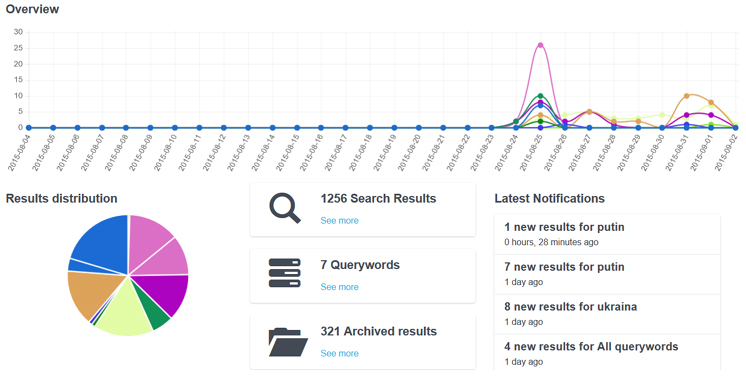 Overview
30
25
20
15
10
5
0
2015-08-04
2015-08-05
2015-08-06
2015-08-07
2015-08-08
2015-08-09
2015-08-10
2015-08-11
2015-08-12
2015-08-13
2015-08-14
2015-08-15
2015-08-16
2015-08-17
2015-08-18
2015-08-19
2015-08-20
2015-08-21
2015-08-22
2015-08-23
2015-08-24
2015-08-25
2015-08-26
2015-08-27
2015-08-28
2015-08-29
2015-08-30
2015-08-31
2015-09-01
2015-09-02
Results distribution
1256 Search Results
See more
7 Querywords
See more
321 Archived results
See more
Latest Notifications
1 new results for putin
0 hours, 28 minutes ago
7 new results for putin
1 day ago
8 new results for ukraina
1 day ago
4 new results for All querywords
1 day ago